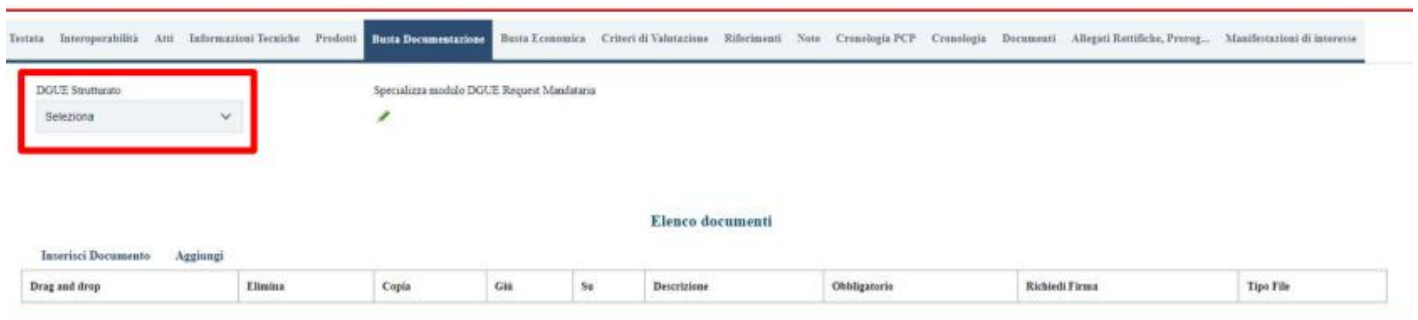 Testata Interoperabilità Atti Informazioni Tecniche Prodotti Busta Documentazione Busta Economica Criteri di Valutazione Riferimenti Note Cronologia PCP Cronologia Documenti Allegati Rettifiche, Prorog... Manifestazioni di interesse
DGUE Strutturato Specializza modulo DGUE Request Mandataria
Seleziona
Elenco documenti
Inserisci Documento Aggiungi
Drag and drop Elimina Copia Giù Su Descrizione Obbligatorio Richiedi Firma Tipo File